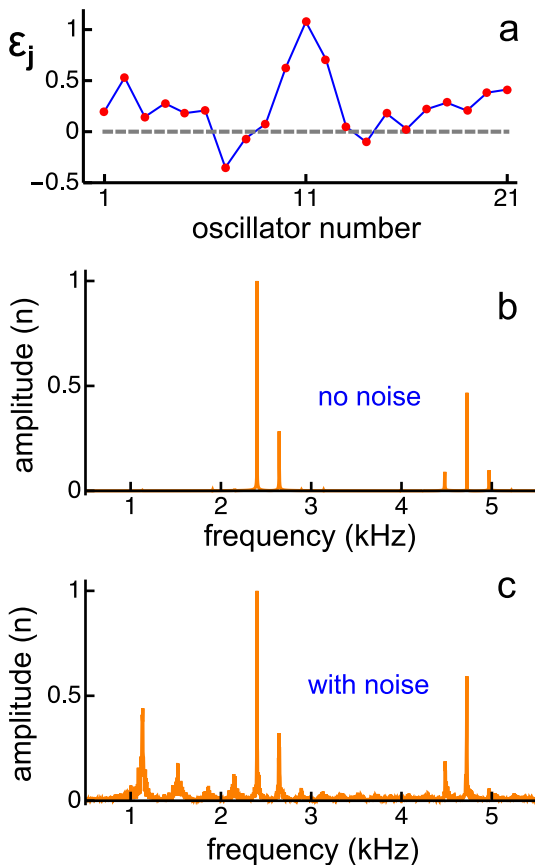 εj
a
1
0.5
0
−0.5
1
11
21
oscillator number
b
amplitude (n)
1
0.5
0
no noise
1
2
3
4
5
frequency (kHz)
c
amplitude (n)
1
0.5
0
with noise
1
2
3
4
5
frequency (kHz)